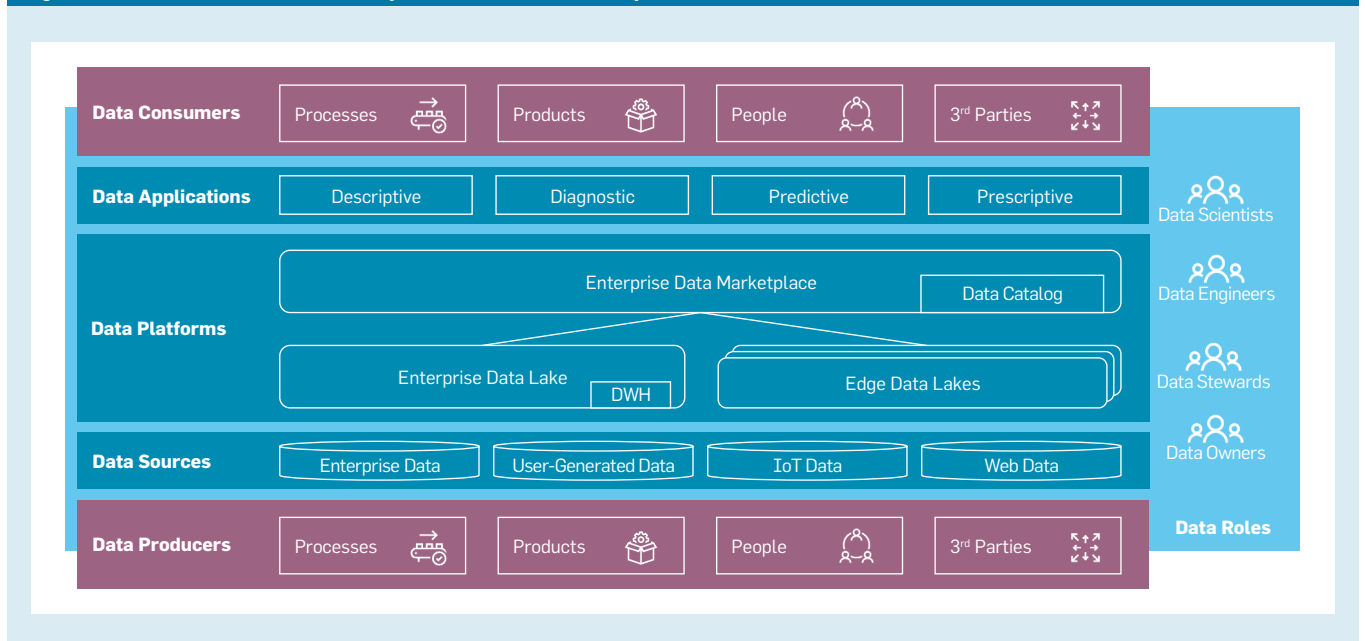 Data Consumers
Processes
Products
People
3rd Parties
Data Applications
Descriptive
Diagnostic
Predictive
Prescriptive
Data Scientists
Data Platforms
Enterprise Data Marketplace
Data Catalog
Data Engineers
Enterprise Data Lake
DWH
Edge Data Lakes
Data Stewards
Data Sources
Enterprise Data
User-Generated Data
IoT Data
Web Data
Data Owners
Data Producers
Processes
Products
People
3rd Parties
Data Roles